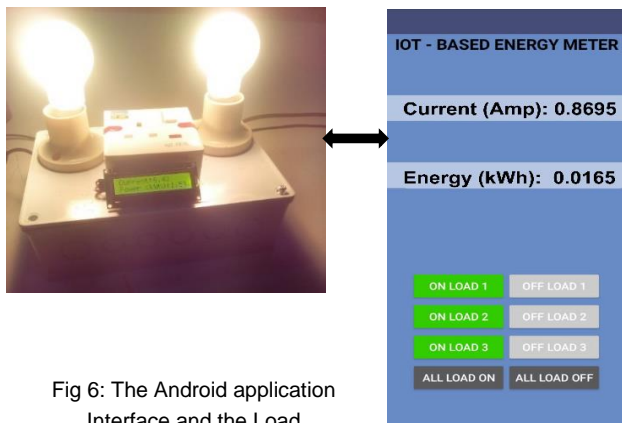 IOT - BASED ENERGY METER
Current (Amp): 0.8695
Energy (kWh): 0.0165
ON LOAD 1 OFF LOAD 1
ON LOAD 2 OFF LOAD 2
ON LOAD 3 OFF LOAD 3
ALL LOAD ON ALL LOAD OFF
Fig 6: The Android application
Interface and the Load